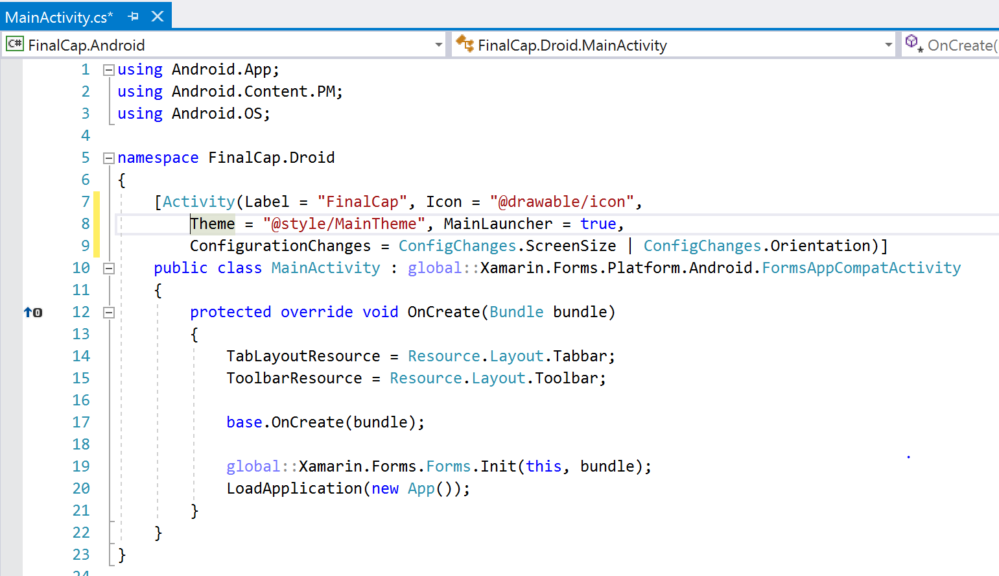 MainActivity.cs*
C# FinalCap.Android FinalCap.Droid.MainActivity OnCreate(
1 using Android.App;
2 using Android.Content.PM;
3 using Android.OS;
4
5 namespace FinalCap.Droid
6 {
7 [Activity(Label = "FinalCap", Icon = "@drawable/icon",
8 Theme = "@style/MainTheme", MainLauncher = true,
9 ConfigurationChanges = ConfigChanges.ScreenSize | ConfigChanges.Orientation)]
10 public class MainActivity : global::Xamarin.Forms.Platform.Android.FormsAppCompatActivity
11 {
12 protected override void OnCreate(Bundle bundle)
13 {
14 TabLayoutResource = Resource.Layout.Tabbar;
15 ToolbarResource = Resource.Layout.Toolbar;
16
17 base.OnCreate(bundle);
18
19 global::Xamarin.Forms.Forms.Init(this, bundle);
20 LoadApplication(new App());
21 }
22 }
23 }
24